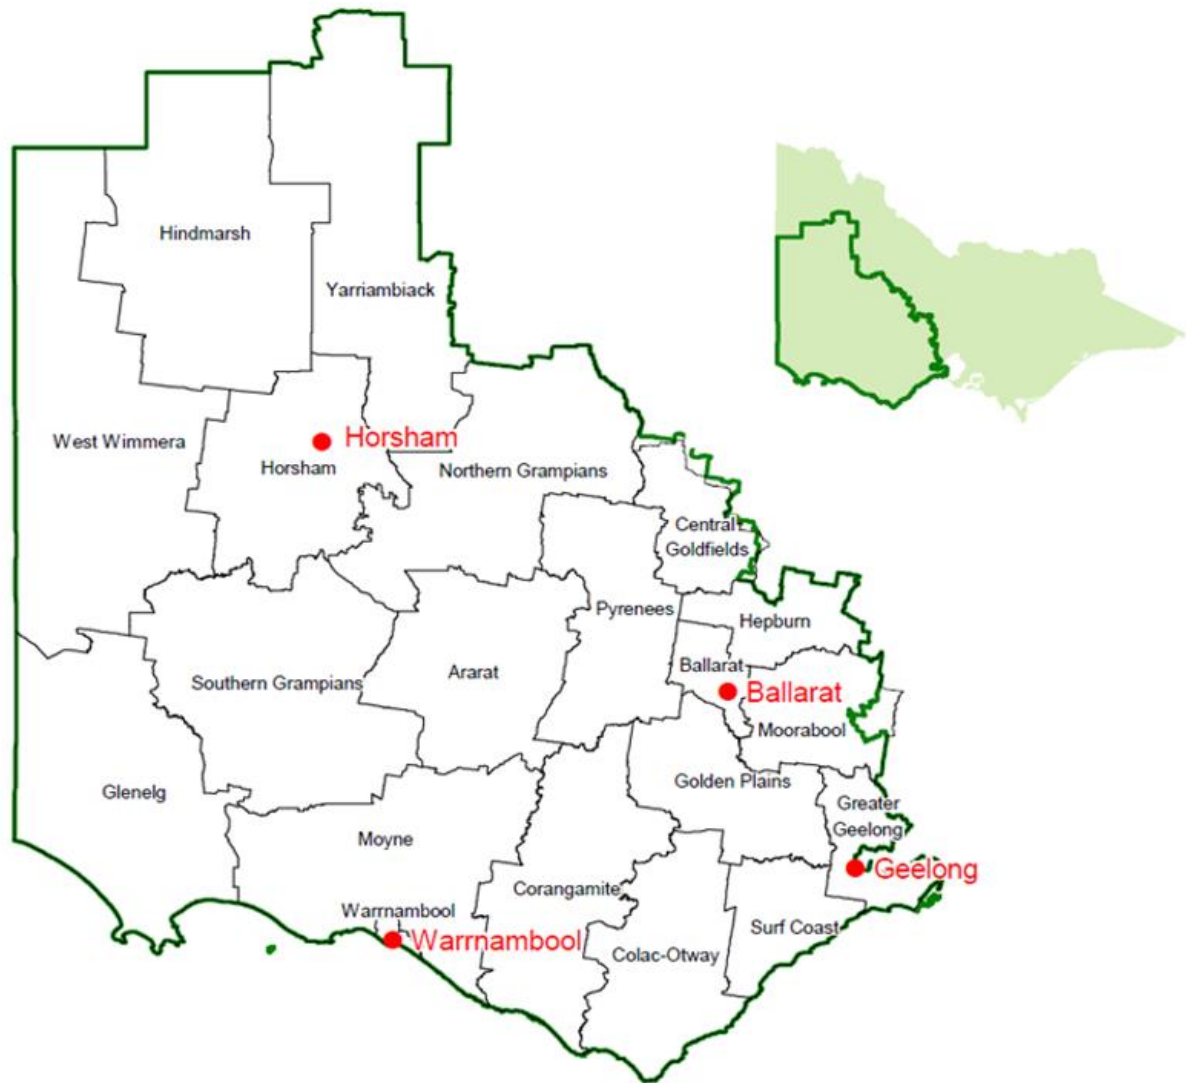 Hindmarsh
Yarriambiack
West Wimmera
Horsham
Horsham
Northern Grampians
Central
Goldfields
Pyrenees
Hepburn
Ballarat
Ballarat
Southern Grampians
Ararat
Moorabool
Golden Plains
Glenelg
Greater
Geelong
Moyne
Geelong
Corangamite
Warrnambool
Surf Coast
Warrnambool
Colac-Otway